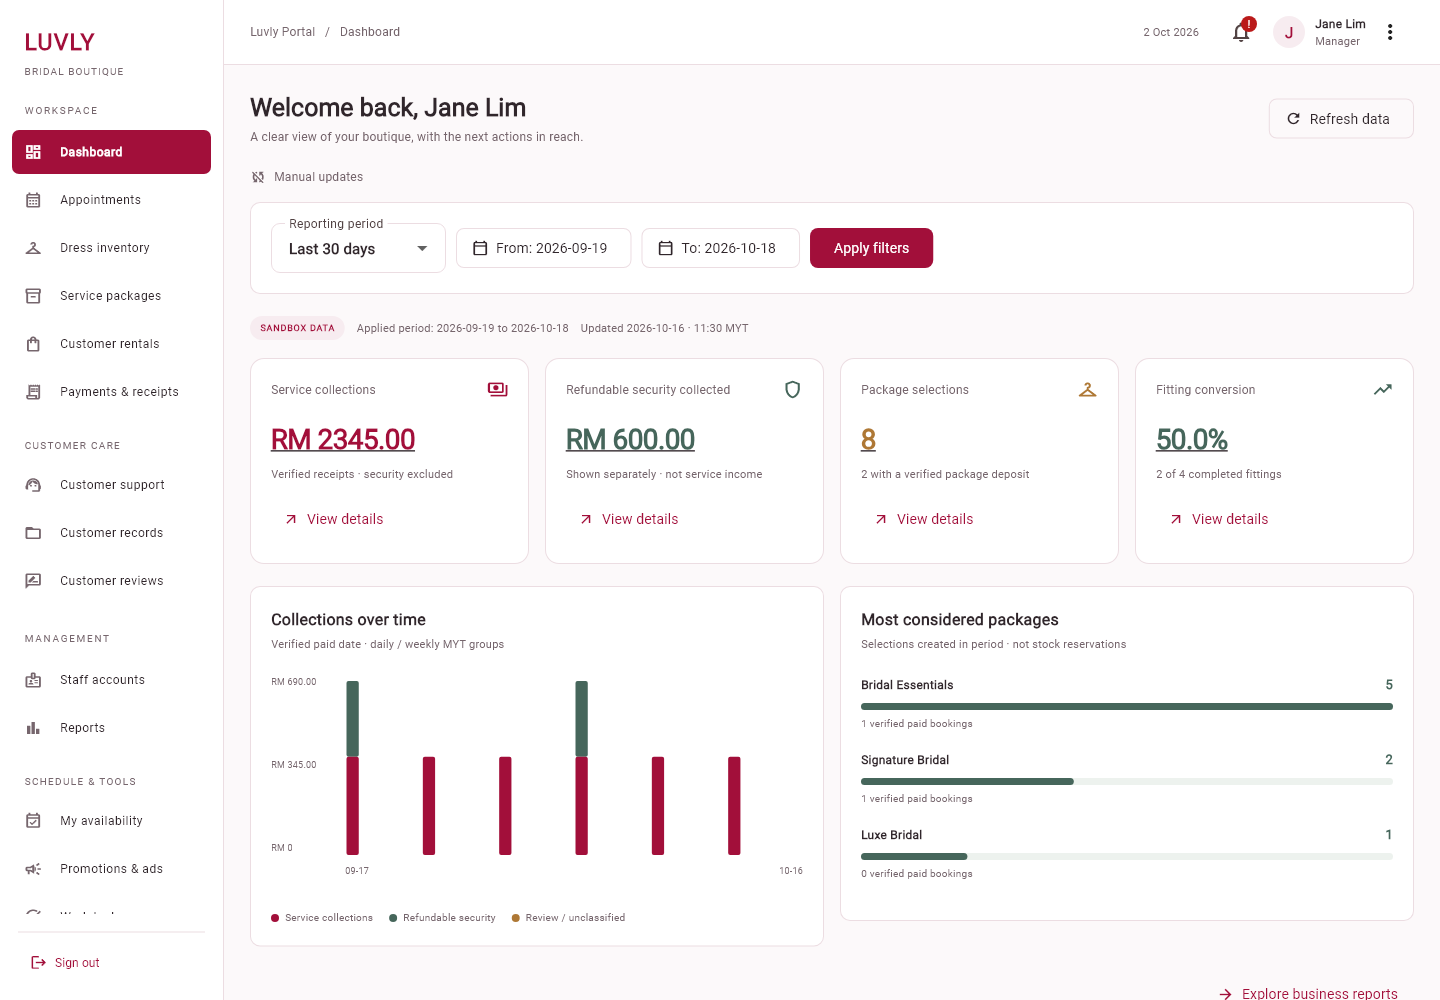 LUVLY
BRIDAL BOUTIQUE
WORKSPACE
Dashboard
Appointments
Dress inventory
Service packages
Customer rentals
Payments & receipts
CUSTOMER CARE
Customer support
Customer records
Customer reviews
MANAGEMENT
Staff accounts
Reports
SCHEDULE & TOOLS
My availability
Promotions & ads
Sign out
Luvly Portal / Dashboard
2 Oct 2026
!
J
Jane Lim
Manager
Welcome back, Jane Lim
A clear view of your boutique, with the next actions in reach.
Refresh data
Manual updates
Reporting period
Last 30 days
From: 2026-09-19
To: 2026-10-18
Apply filters
SANDBOX DATA Applied period: 2026-09-19 to 2026-10-18 Updated 2026-10-16 · 11:30 MYT
Service collections
RM 2345.00
Verified receipts · security excluded
View details
Refundable security collected
RM 600.00
Shown separately · not service income
View details
Package selections
8
2 with a verified package deposit
View details
Fitting conversion
50.0%
2 of 4 completed fittings
View details
Collections over time
Verified paid date · daily / weekly MYT groups
RM 690.00
RM 345.00
RM 0
09-17 10-16
Service collections Refundable security Review / unclassified
Most considered packages
Selections created in period · not stock reservations
Bridal Essentials 5
1 verified paid bookings
Signature Bridal 2
1 verified paid bookings
Luxe Bridal 1
0 verified paid bookings
Explore business reports